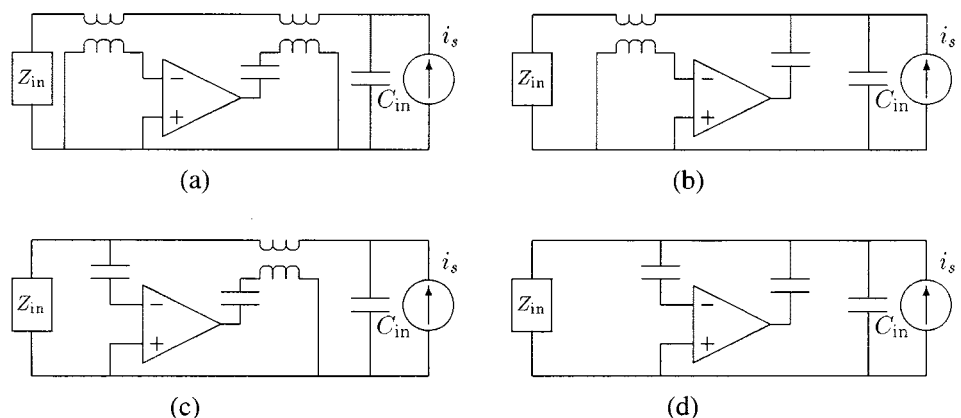 i_s
Z_in
−
+
C_in
(a)
i_s
Z_in
−
+
C_in
(b)
i_s
Z_in
−
+
C_in
(c)
i_s
Z_in
−
+
C_in
(d)